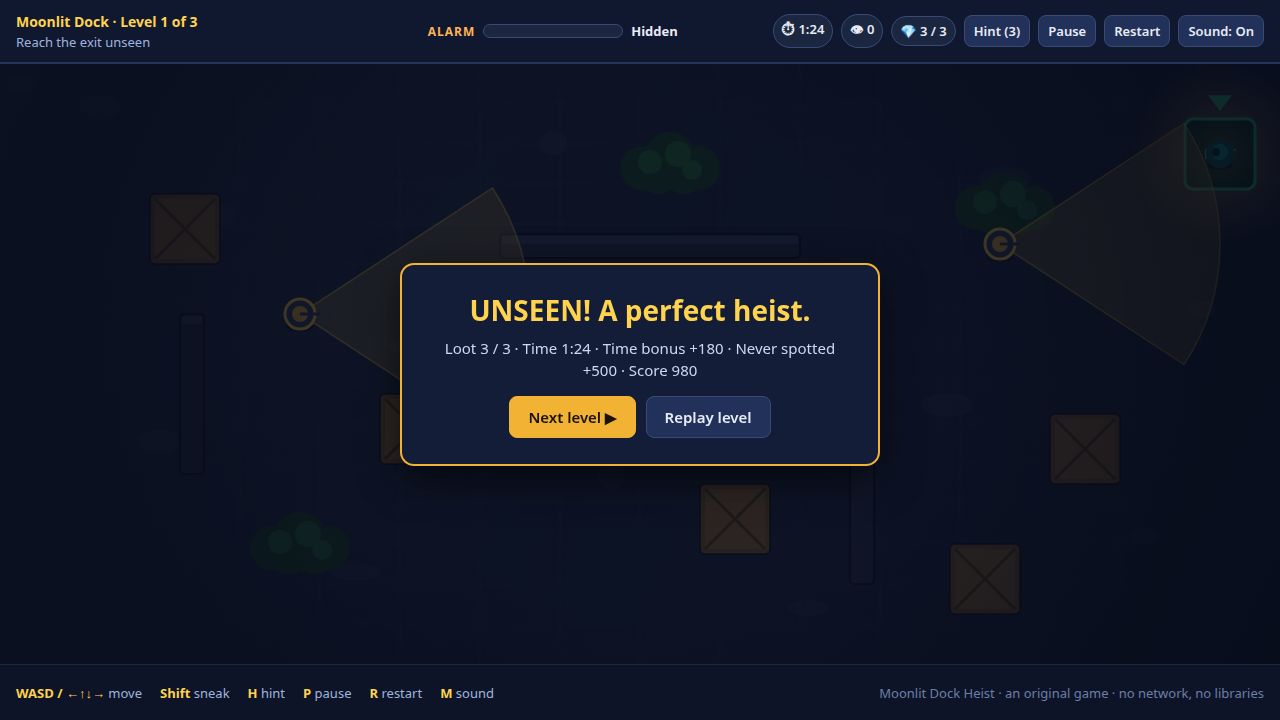 Moonlit Dock · Level 1 of 3
Reach the exit unseen
ALARM Hidden
⏱ 1:24 👁 0 💎 3 / 3 Hint (3) Pause Restart Sound: On
UNSEEN! A perfect heist.
Loot 3 / 3 · Time 1:24 · Time bonus +180 · Never spotted
+500 · Score 980
Next level ▶ Replay level
WASD / ←↑↓→ move Shift sneak H hint P pause R restart M sound
Moonlit Dock Heist · an original game · no network, no libraries